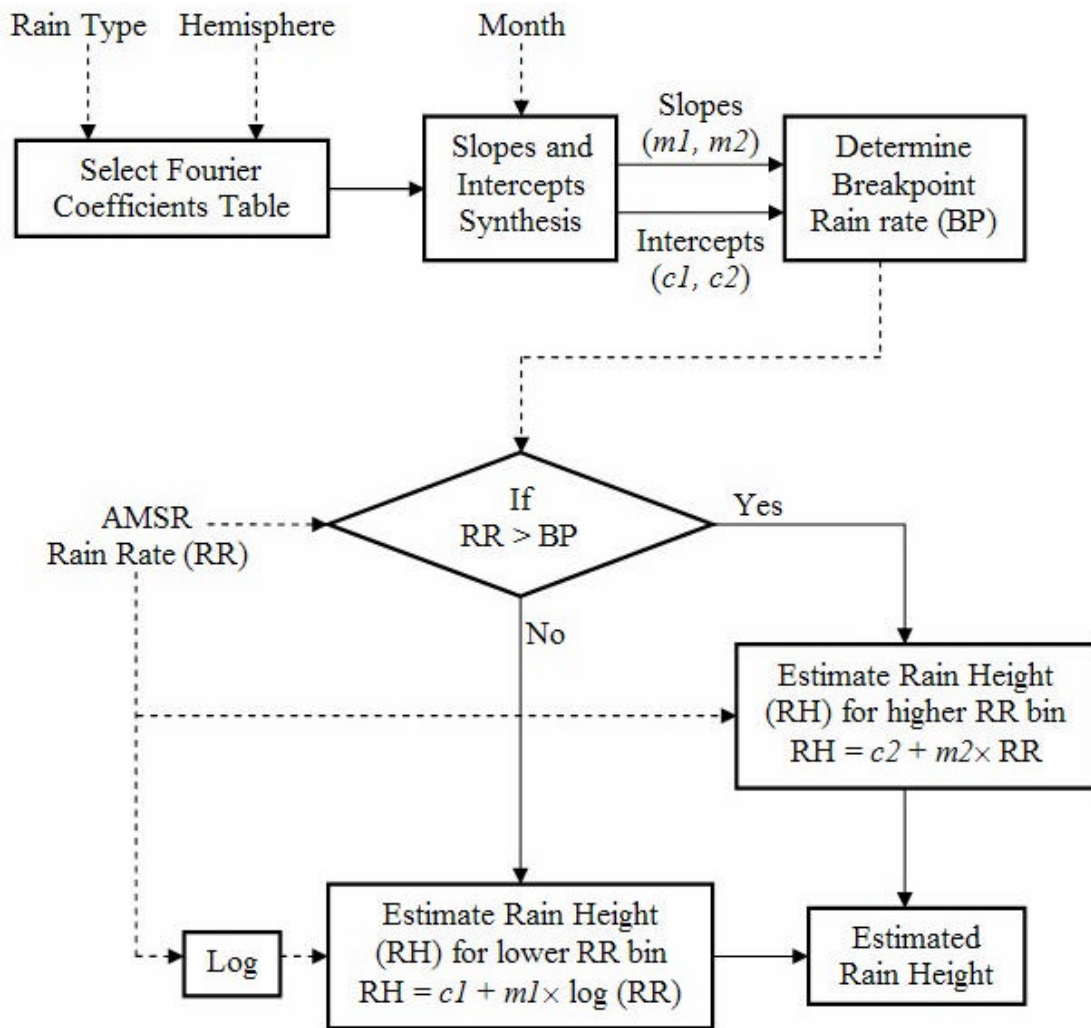 Rain Type
Hemisphere
Month
Select Fourier
Coefficients Table
Slopes and
Intercepts
Synthesis
Slopes
(m1, m2)
Intercepts
(c1, c2)
Determine
Breakpoint
Rain rate (BP)
If
RR > BP
Yes
No
AMSR
Rain Rate (RR)
Estimate Rain Height
(RH) for higher RR bin
RH = c2 + m2× RR
Log
Estimate Rain Height
(RH) for lower RR bin
RH = c1 + m1× log (RR)
Estimated
Rain Height